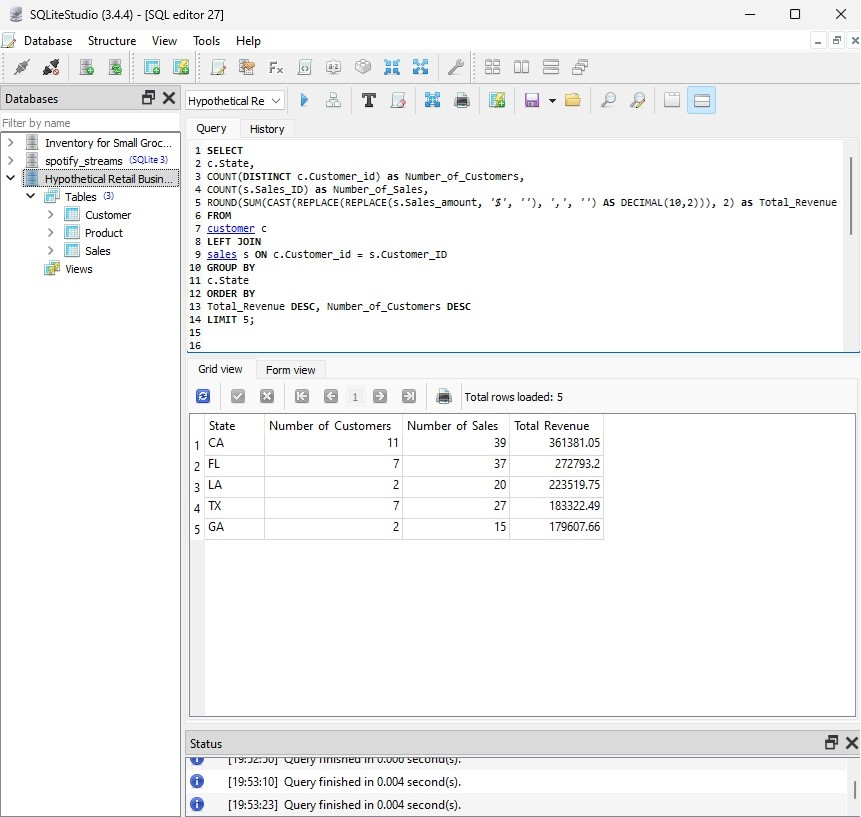 SQLiteStudio (3.4.4) - [SQL editor 27]
Database Structure View Tools Help
Databases
Hypothetical Re
Filter by name
Inventory for Small Groc...
spotify_streams (SQLite 3)
Hypothetical Retail Busin...
Tables (3)
Customer
Product
Sales
Views
Query History
1 SELECT
2 c.State,
3 COUNT(DISTINCT c.Customer_id) as Number_of_Customers,
4 COUNT(s.Sales_ID) as Number_of_Sales,
5 ROUND(SUM(CAST(REPLACE(REPLACE(s.Sales_amount, '$', ''), ',', '') AS DECIMAL(10,2))), 2) as Total_Revenue
6 FROM
7 customer c
8 LEFT JOIN
9 sales s ON c.Customer_id = s.Customer_ID
10 GROUP BY
11 c.State
12 ORDER BY
13 Total_Revenue DESC, Number_of_Customers DESC
14 LIMIT 5;
15
16
Grid view Form view
1 Total rows loaded: 5
State Number of Customers Number of Sales Total Revenue
1 CA 11 39 361381.05
2 FL 7 37 272793.2
3 LA 2 20 223519.75
4 TX 7 27 183322.49
5 GA 2 15 179607.66
Status
[19:52:50] Query finished in 0.006 second(s).
[19:53:10] Query finished in 0.004 second(s).
[19:53:23] Query finished in 0.004 second(s).